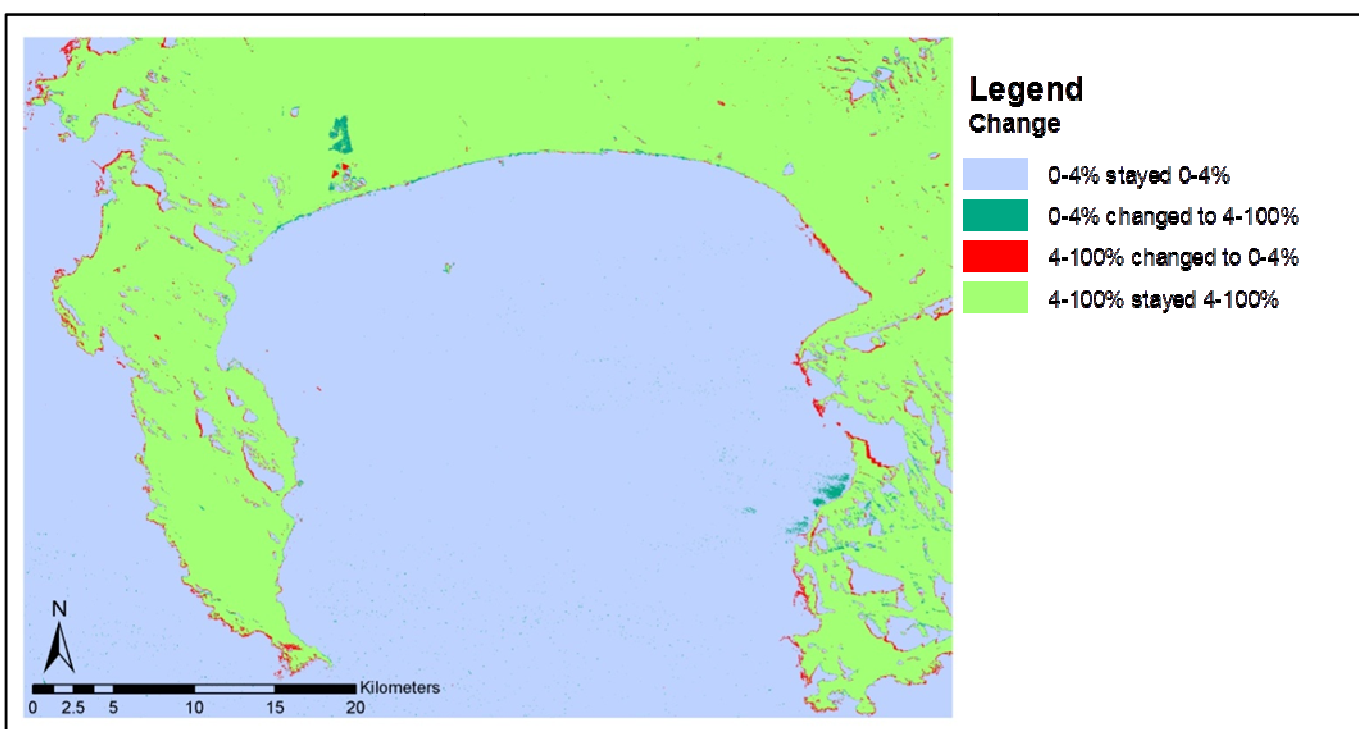 Legend
Change
0-4% stayed 0-4%
0-4% changed to 4-100%
4-100% changed to 0-4%
4-100% stayed 4-100%
N
Kilometers
0 2.5 5 10 15 20